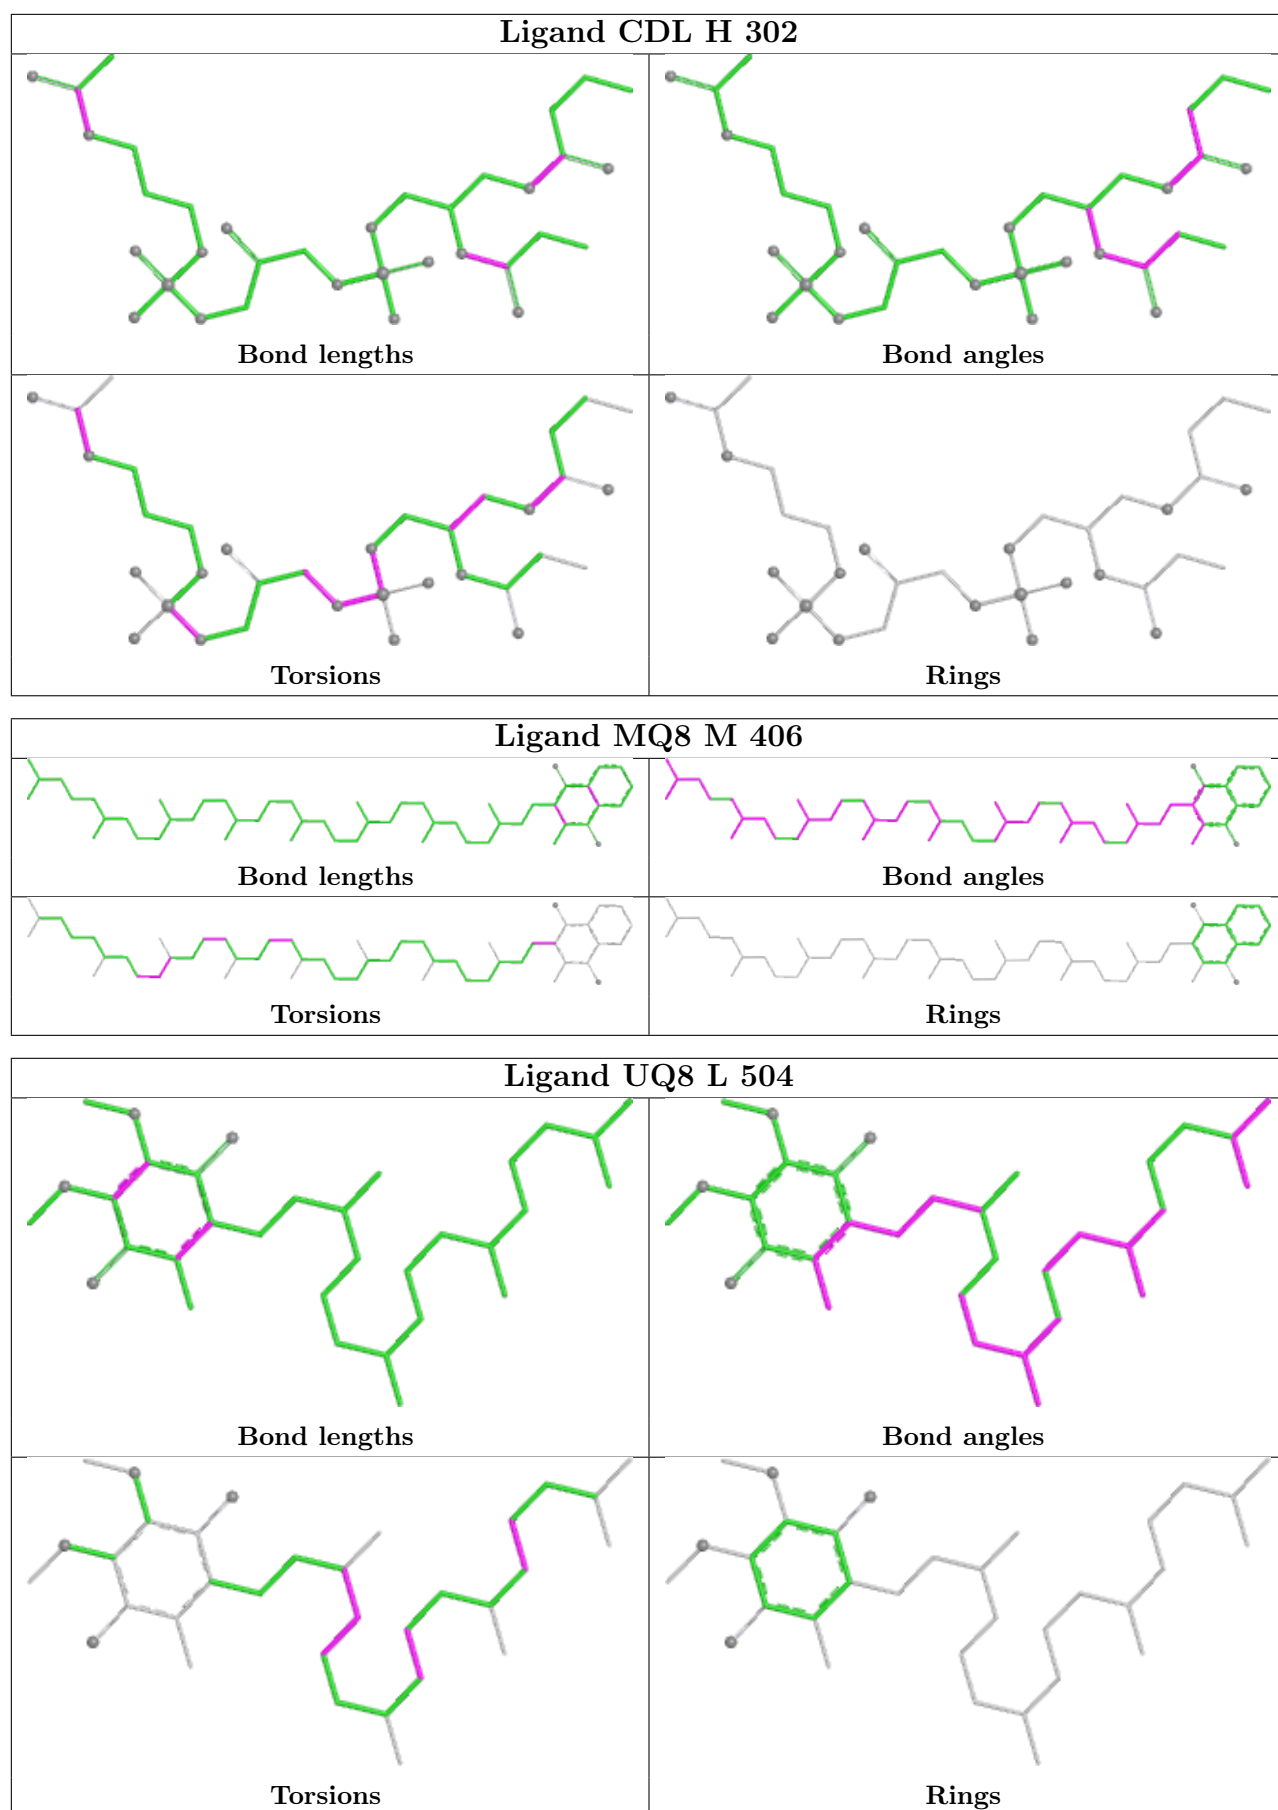 Ligand CDL H 302
Bond lengths
Bond angles
Torsions
Rings
Ligand MQ8 M 406
Bond lengths
Bond angles
Torsions
Rings
Ligand UQ8 L 504
Bond lengths
Bond angles
Torsions
Rings